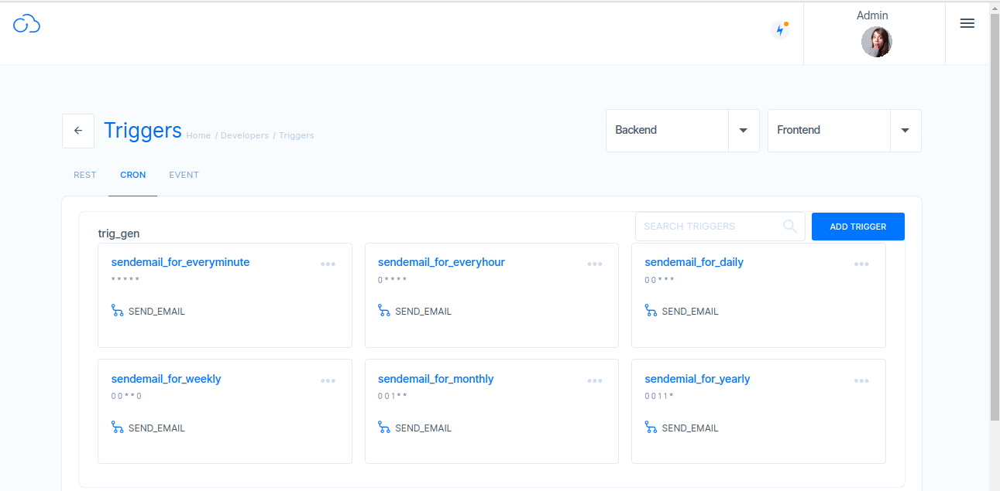 Admin
Triggers Home / Developers / Triggers
Backend
Frontend
REST CRON EVENT
trig_gen
SEARCH TRIGGERS
ADD TRIGGER
sendemail_for_everyminute
* * * * *
SEND_EMAIL
sendemail_for_everyhour
0 * * * *
SEND_EMAIL
sendemail_for_daily
0 0 * * *
SEND_EMAIL
sendemail_for_weekly
0 0 * * 0
SEND_EMAIL
sendemail_for_monthly
0 0 1 * *
SEND_EMAIL
sendemial_for_yearly
0 0 1 1 *
SEND_EMAIL